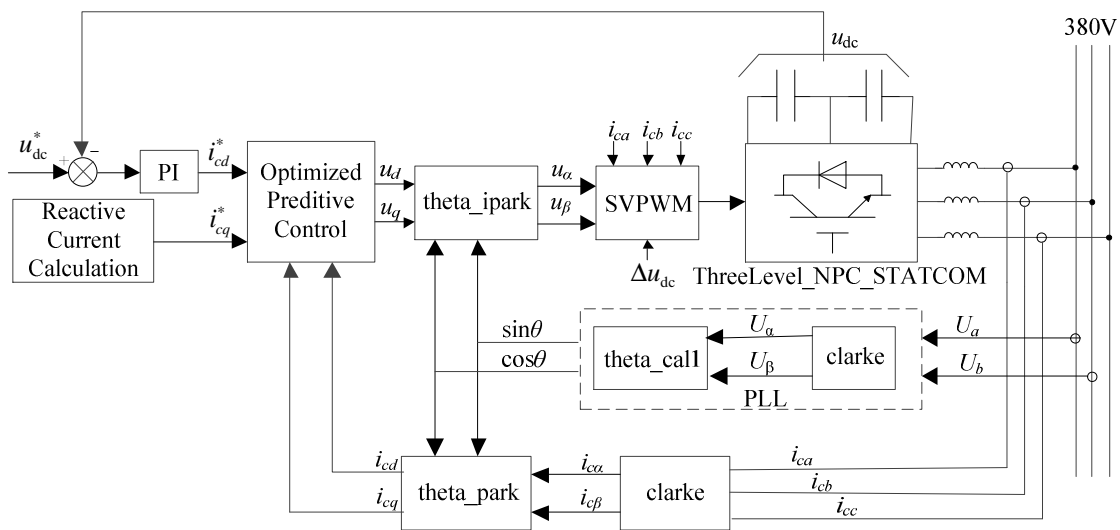 380V
u_dc
u*_dc
+
−
PI
i*_cd
Reactive
Current
Calculation
i*_cq
Optimized
Preditive
Control
u_d
u_q
theta_ipark
u_α
u_β
i_ca
i_cb
i_cc
SVPWM
Δu_dc
ThreeLevel_NPC_STATCOM
sinθ
cosθ
theta_cal1
U_α
U_β
clarke
PLL
U_a
U_b
i_cd
i_cq
theta_park
i_cα
i_cβ
clarke
i_ca
i_cb
i_cc